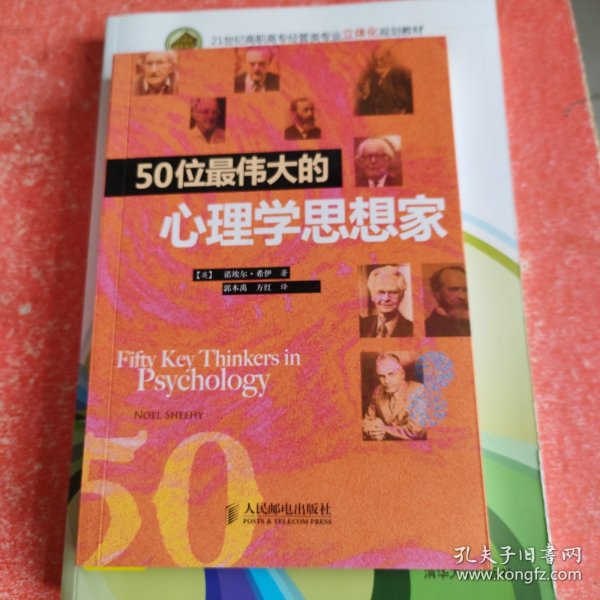 21世纪高职高专经管类专业立体化规划教材
50位最伟大的
心理学思想家
【英】 诺埃尔·希伊 著
郭本禹 方红 译
Fifty Key Thinkers in
Psychology
NOEL SHEEHY
50
人民邮电出版社
POSTS & TELECOM PRESS
清华大
孔夫子旧书网
www.kongfz.com